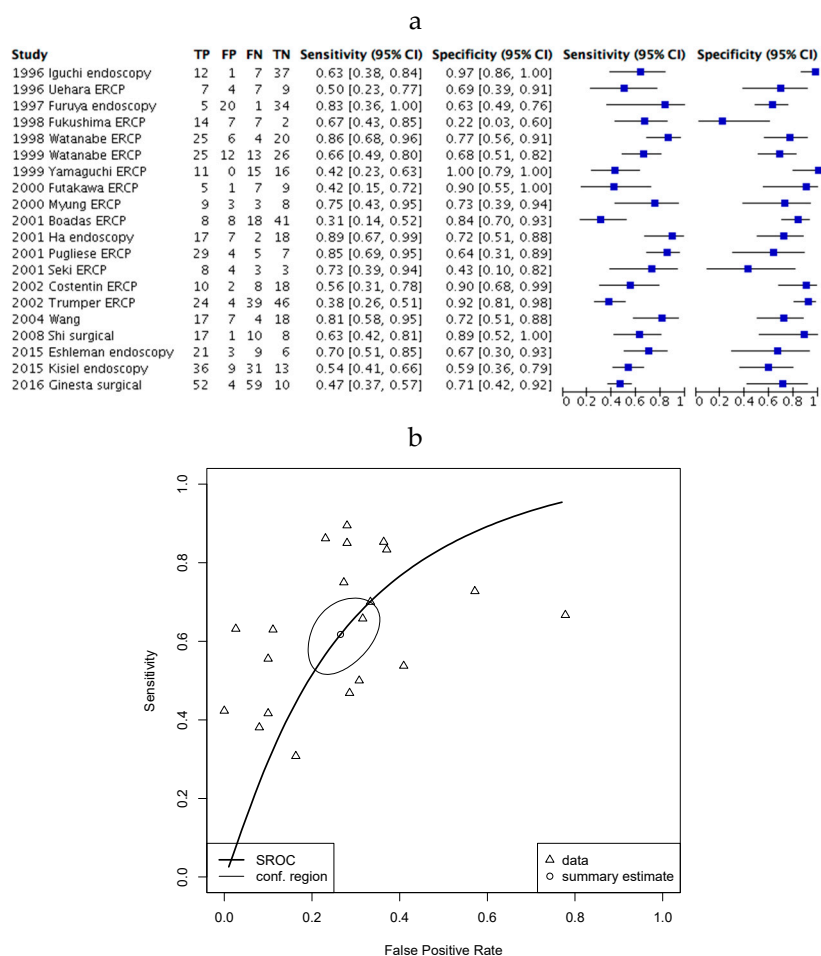 a
Study TP FP FN TN Sensitivity (95% CI) Specificity (95% CI) Sensitivity (95% CI) Specificity (95% CI)
1996 Iguchi endoscopy 12 1 7 37 0.63 [0.38, 0.84] 0.97 [0.86, 1.00]
1996 Uehara ERCP 7 4 7 9 0.50 [0.23, 0.77] 0.69 [0.39, 0.91]
1997 Furuya endoscopy 5 20 1 34 0.83 [0.36, 1.00] 0.63 [0.49, 0.76]
1998 Fukushima ERCP 14 7 7 2 0.67 [0.43, 0.85] 0.22 [0.03, 0.60]
1998 Watanabe ERCP 25 6 4 20 0.86 [0.68, 0.96] 0.77 [0.56, 0.91]
1999 Watanabe ERCP 25 12 13 26 0.66 [0.49, 0.80] 0.68 [0.51, 0.82]
1999 Yamaguchi ERCP 11 0 15 16 0.42 [0.23, 0.63] 1.00 [0.79, 1.00]
2000 Futakawa ERCP 5 1 7 9 0.42 [0.15, 0.72] 0.90 [0.55, 1.00]
2000 Myung ERCP 9 3 3 8 0.75 [0.43, 0.95] 0.73 [0.39, 0.94]
2001 Boadas ERCP 8 8 18 41 0.31 [0.14, 0.52] 0.84 [0.70, 0.93]
2001 Ha endoscopy 17 7 2 18 0.89 [0.67, 0.99] 0.72 [0.51, 0.88]
2001 Pugliese ERCP 29 4 5 7 0.85 [0.69, 0.95] 0.64 [0.31, 0.89]
2001 Seki ERCP 8 4 3 3 0.73 [0.39, 0.94] 0.43 [0.10, 0.82]
2002 Costentin ERCP 10 2 8 18 0.56 [0.31, 0.78] 0.90 [0.68, 0.99]
2002 Trumper ERCP 24 4 39 46 0.38 [0.26, 0.51] 0.92 [0.81, 0.98]
2004 Wang 17 7 4 18 0.81 [0.58, 0.95] 0.72 [0.51, 0.88]
2008 Shi surgical 17 1 10 8 0.63 [0.42, 0.81] 0.89 [0.52, 1.00]
2015 Eshleman endoscopy 21 3 9 6 0.70 [0.51, 0.85] 0.67 [0.30, 0.93]
2015 Kisiel endoscopy 36 9 31 13 0.54 [0.41, 0.66] 0.59 [0.36, 0.79]
2016 Ginesta surgical 52 4 59 10 0.47 [0.37, 0.57] 0.71 [0.42, 0.92]
0 0.2 0.4 0.6 0.8 1 0 0.2 0.4 0.6 0.8 1
b
1.0
0.8
0.6
0.4
0.2
0.0
Sensitivity
SROC
conf. region
data
summary estimate
0.0 0.2 0.4 0.6 0.8 1.0
False Positive Rate